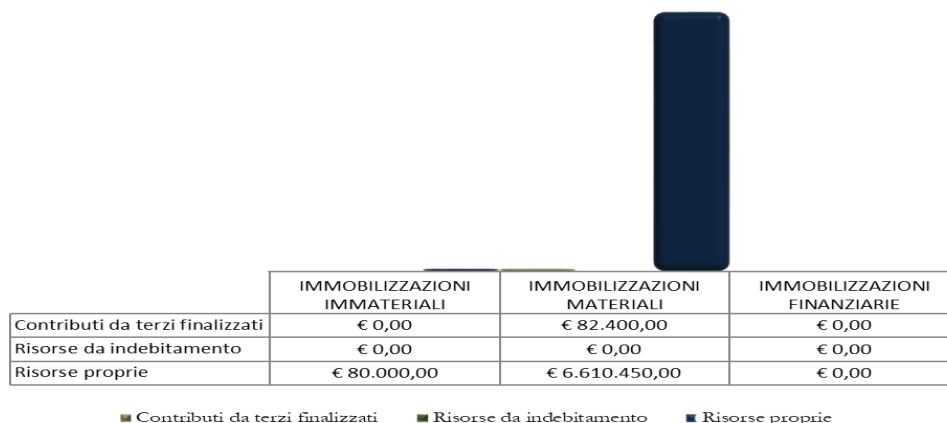 IMMOBILIZZAZIONI IMMOBILIZZAZIONI IMMOBILIZZAZIONI
IMMATERIALI MATERIALI FINANZIARIE
Contributi da terzi finalizzati € 0,00 € 82.400,00 € 0,00
Risorse da indebitamento € 0,00 € 0,00 € 0,00
Risorse proprie € 80.000,00 € 6.610.450,00 € 0,00
Contributi da terzi finalizzati Risorse da indebitamento Risorse proprie